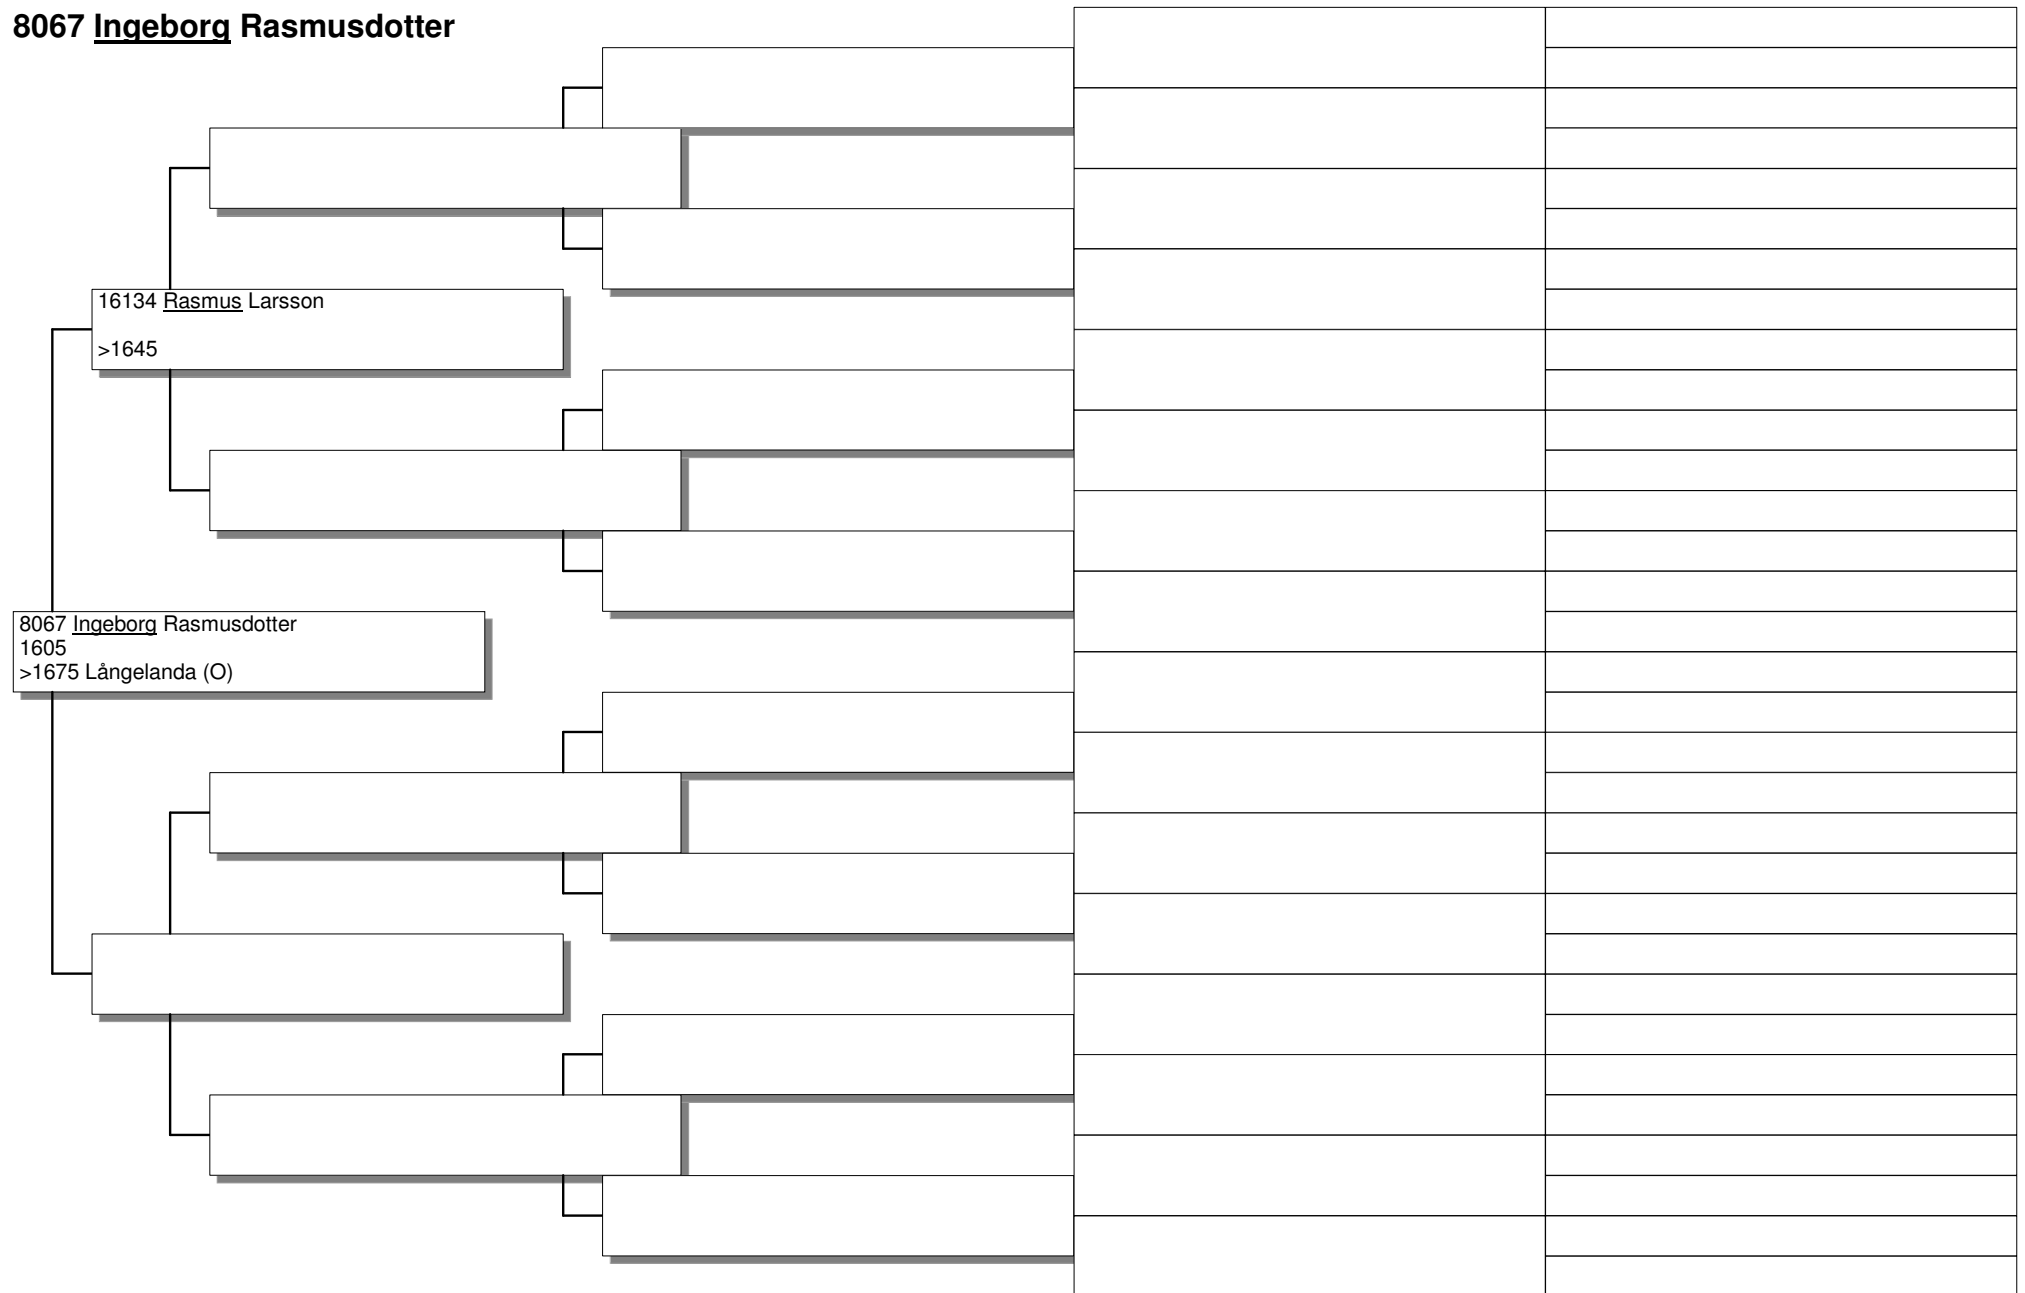 8067 Ingeborg Rasmusdotter
16134 Rasmus Larsson
>1645
8067 Ingeborg Rasmusdotter
1605
>1675 Långelanda (O)